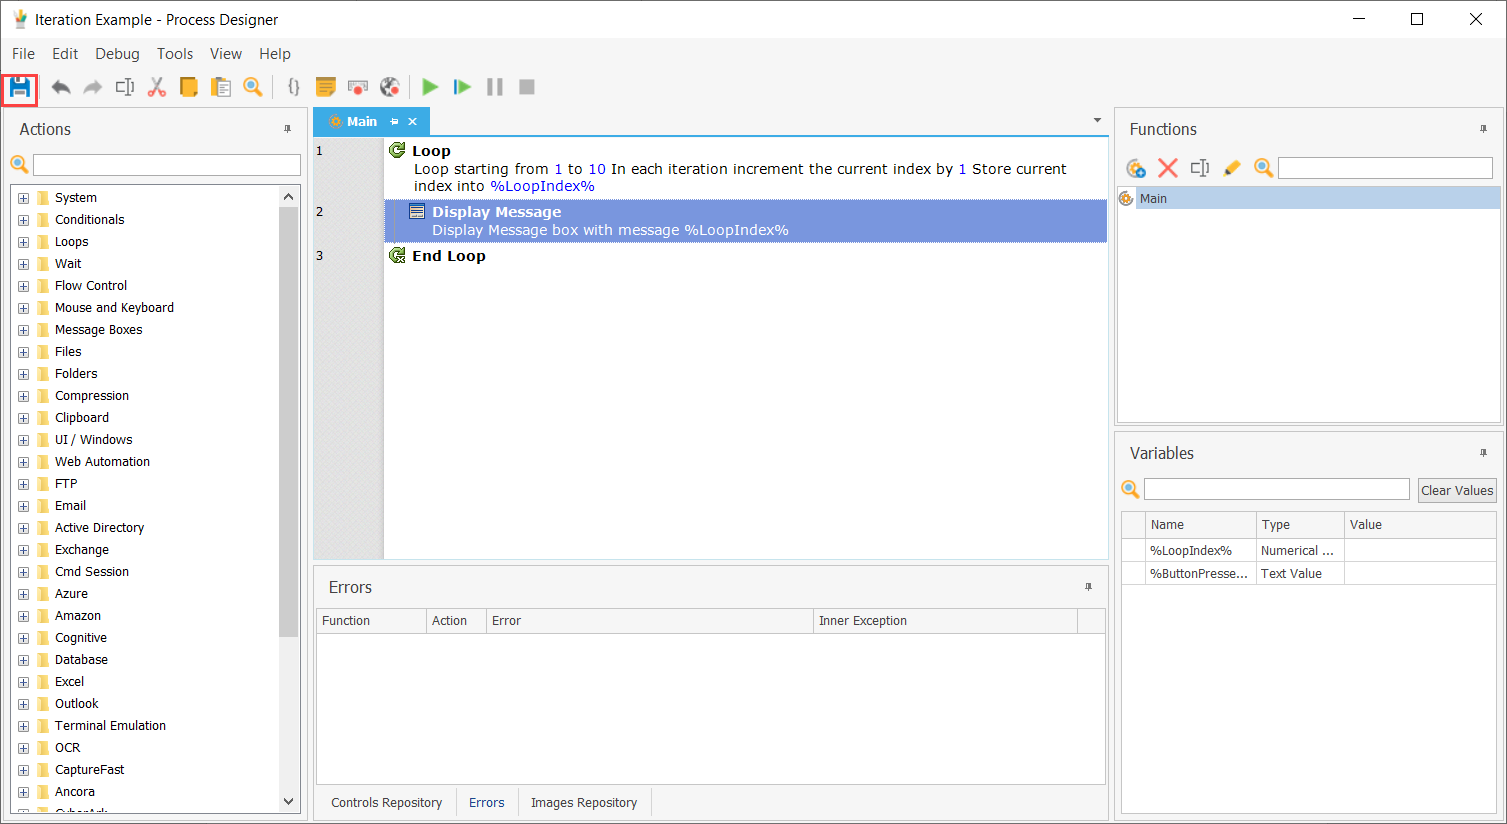 Iteration Example - Process Designer
File Edit Debug Tools View Help
Actions
System
Conditionals
Loops
Wait
Flow Control
Mouse and Keyboard
Message Boxes
Files
Folders
Compression
Clipboard
UI / Windows
Web Automation
FTP
Email
Active Directory
Exchange
Cmd Session
Azure
Amazon
Cognitive
Database
Excel
Outlook
Terminal Emulation
OCR
CaptureFast
Ancora
Main
1 Loop
Loop starting from 1 to 10 In each iteration increment the current index by 1 Store current
index into %LoopIndex%
2 Display Message
Display Message box with message %LoopIndex%
3 End Loop
Errors
Function Action Error Inner Exception
Controls Repository Errors Images Repository
Functions
Main
Variables
Clear Values
Name Type Value
%LoopIndex% Numerical ...
%ButtonPresse... Text Value